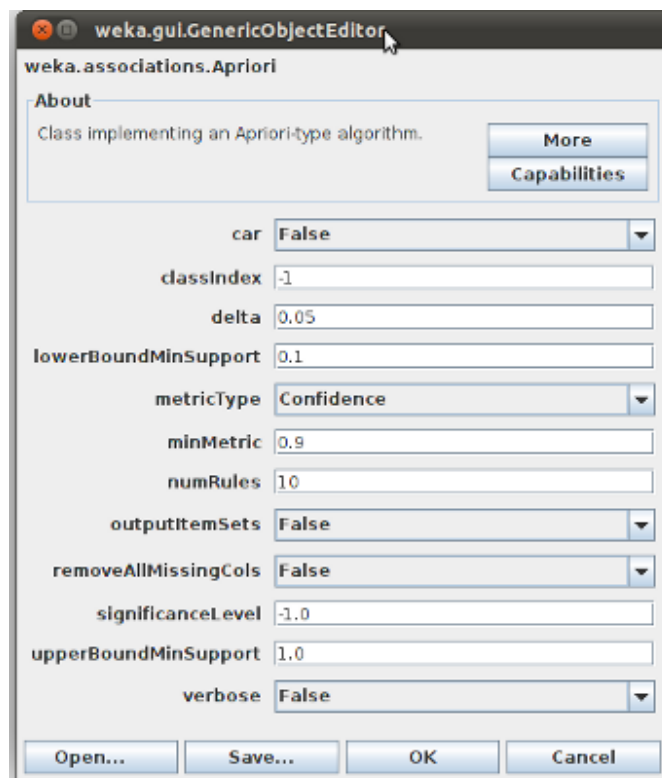 weka.gui.GenericObjectEditor
weka.associations.Apriori
About
Class implementing an Apriori-type algorithm.
More
Capabilities
car False
classIndex -1
delta 0.05
lowerBoundMinSupport 0.1
metricType Confidence
minMetric 0.9
numRules 10
outputItemSets False
removeAllMissingCols False
significanceLevel -1.0
upperBoundMinSupport 1.0
verbose False
Open... Save... OK Cancel